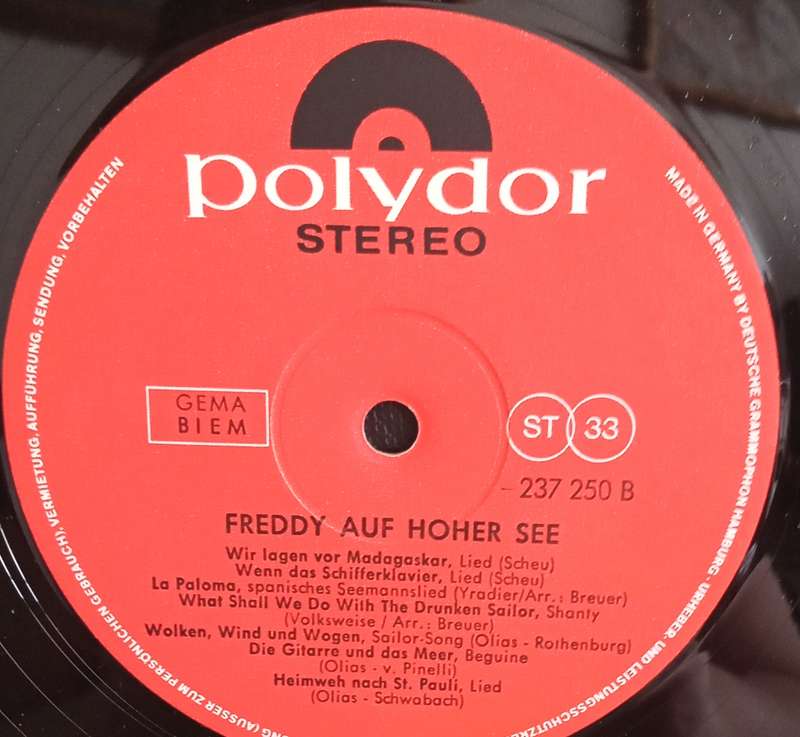 polydor
STEREO
GEMA
BIEM
ST 33
237 250 B
FREDDY AUF HOHER SEE
Wir lagen vor Madagaskar, Lied (Scheu)
Wenn das Schifferklavier, Lied (Scheu)
La Paloma, spanisches Seemannslied (Yradier/Arr.: Breuer)
What Shall We Do With The Drunken Sailor, Shanty
(Volksweise / Arr.: Breuer)
Wolken, Wind und Wogen, Sailor-Song (Olias - Rothenburg)
Die Gitarre und das Meer, Beguine
(Olias - v. Pinelli)
Heimweh nach St. Pauli, Lied
(Olias - Schwabach)
MADE IN GERMANY BY DEUTSCHE GRAMMOPHON HAMBURG · URHEBER- UND LEISTUNGSSCHUTZRE
(AUSSER ZUM PERSÖNLICHEN GEBRAUCH), VERMIETUNG, AUFFÜHRUNG, SENDUNG, VORBEHALTEN